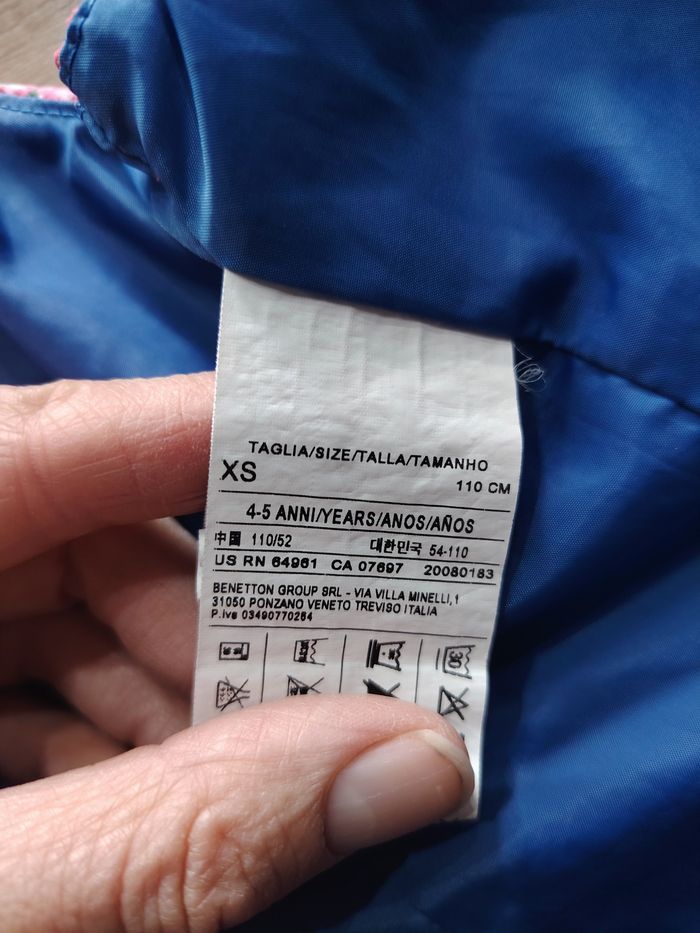 TAGLIA/SIZE/TALLA/TAMANHO
XS 110 CM
4-5 ANNI/YEARS/ANOS/AÑOS
中国 110/52 대한민국 54-110
US RN 64961 CA 07697 20080183
BENETTON GROUP SRL - VIA VILLA MINELLI,1
31050 PONZANO VENETO TREVISO ITALIA
P.iva 03490770264